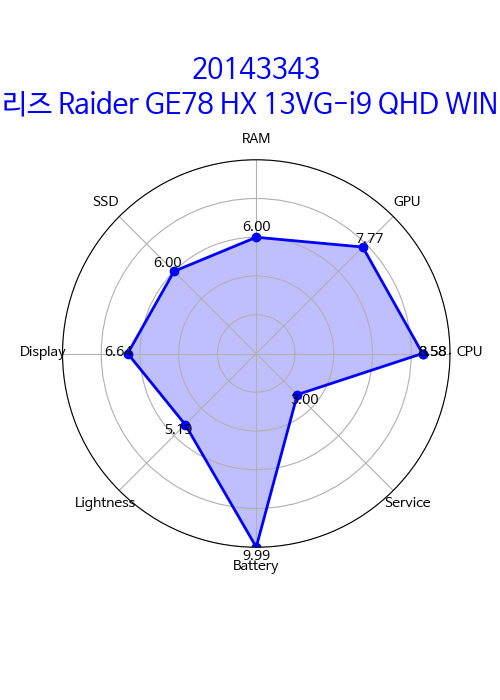 20143343
리즈 Raider GE78 HX 13VG-i9 QHD WIN
RAM
SSD
GPU
6.00
7.77
6.00
Display
6.64
8.58
CPU
5.19
3.00
Lightness
Service
9.99
Battery